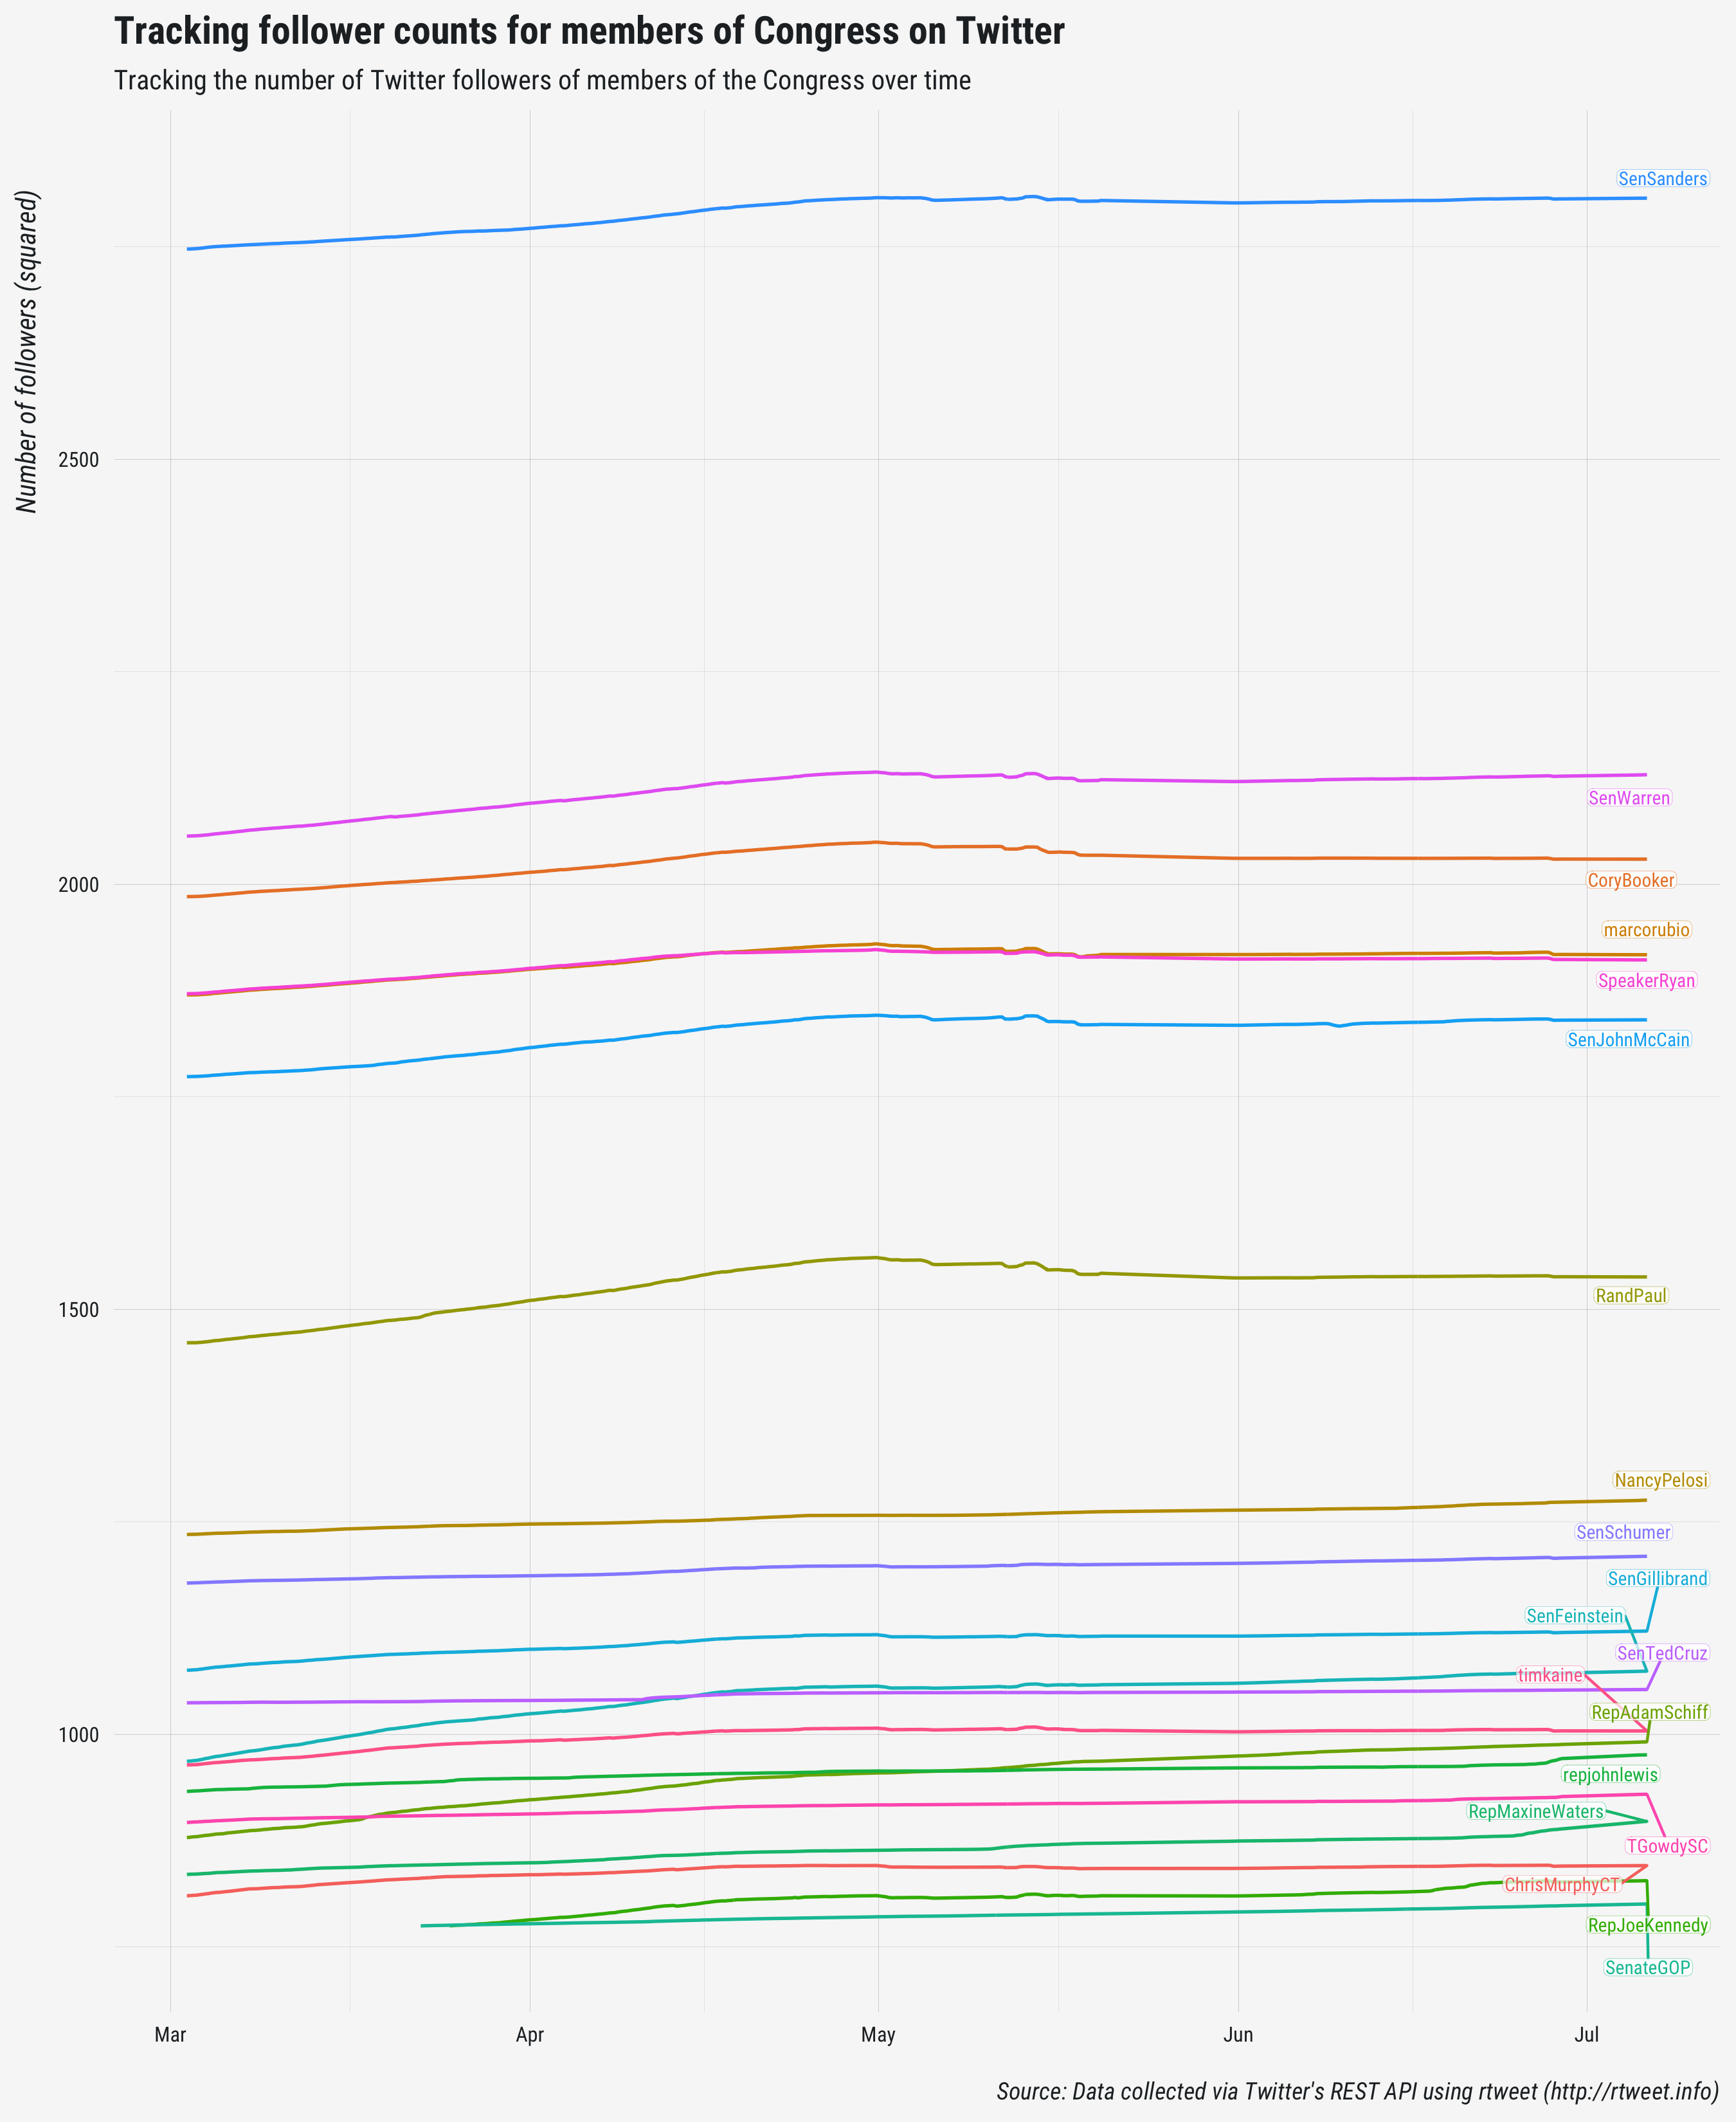 Tracking follower counts for members of Congress on Twitter
Tracking the number of Twitter followers of members of the Congress over time
Number of followers (squared)
2500
2000
1500
1000
SenSanders
SenWarren
CoryBooker
marcorubio
SpeakerRyan
SenJohnMcCain
RandPaul
NancyPelosi
SenSchumer
SenGillibrand
SenFeinstein
SenTedCruz
timkaine
RepAdamSchiff
repjohnlewis
RepMaxineWaters
TGowdySC
ChrisMurphyCT
RepJoeKennedy
SenateGOP
Mar Apr May Jun Jul
Source: Data collected via Twitter's REST API using rtweet (http://rtweet.info)